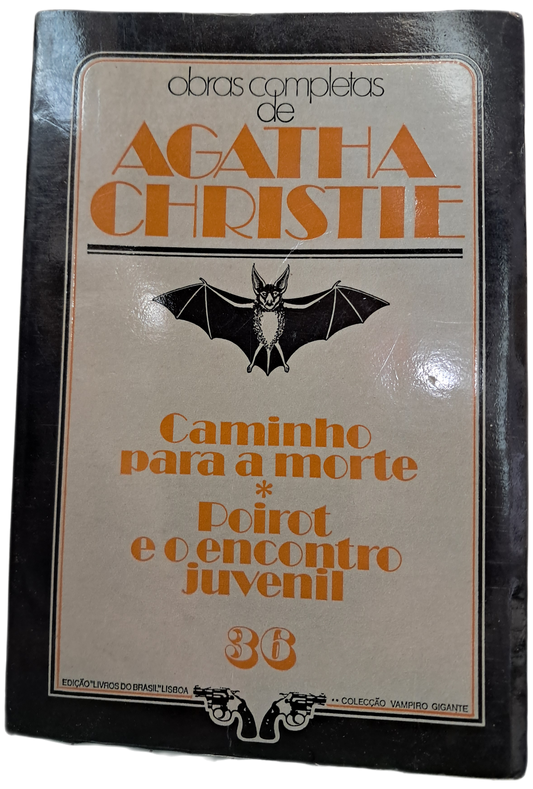 obras completas
de
AGATHA
CHRISTIE
Caminho
para a morte
*
Poirot
e o encontro
juvenil
36
EDIÇÃO "LIVROS DO BRASIL" LISBOA
** COLECÇÃO VAMPIRO GIGANTE